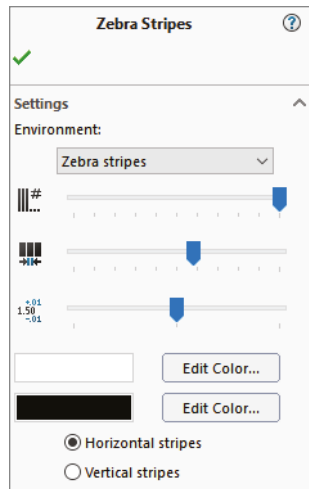 Zebra Stripes ?
Settings
Environment:
Zebra stripes
#
+.01
1.50
-.01
Edit Color...
Edit Color...
Horizontal stripes
Vertical stripes